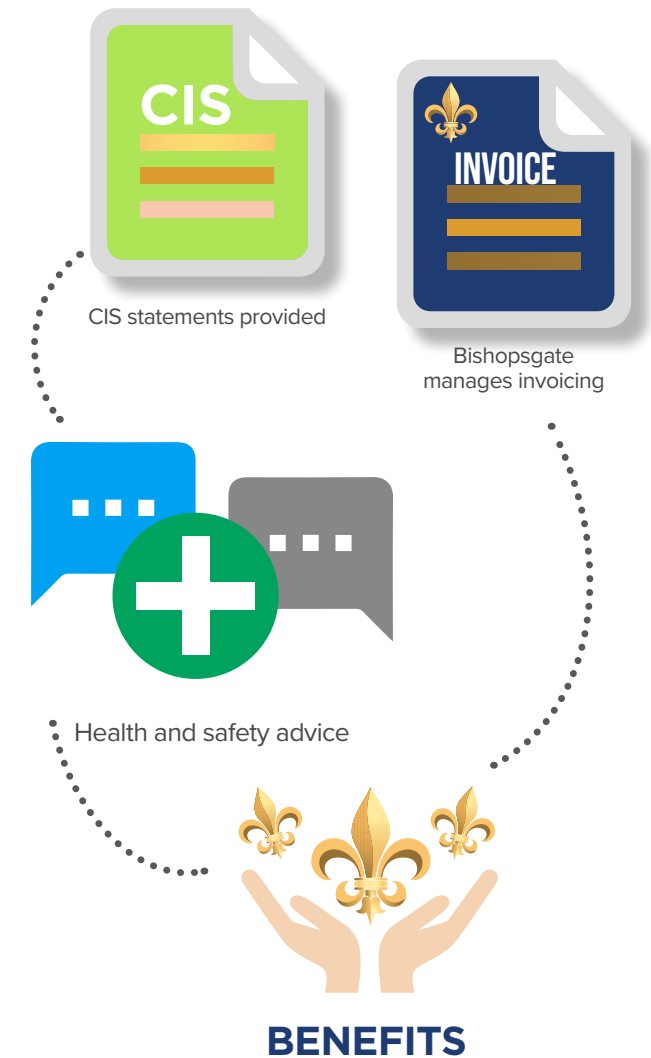 CIS
INVOICE
CIS statements provided
Bishopsgate
manages invoicing
Health and safety advice
BENEFITS